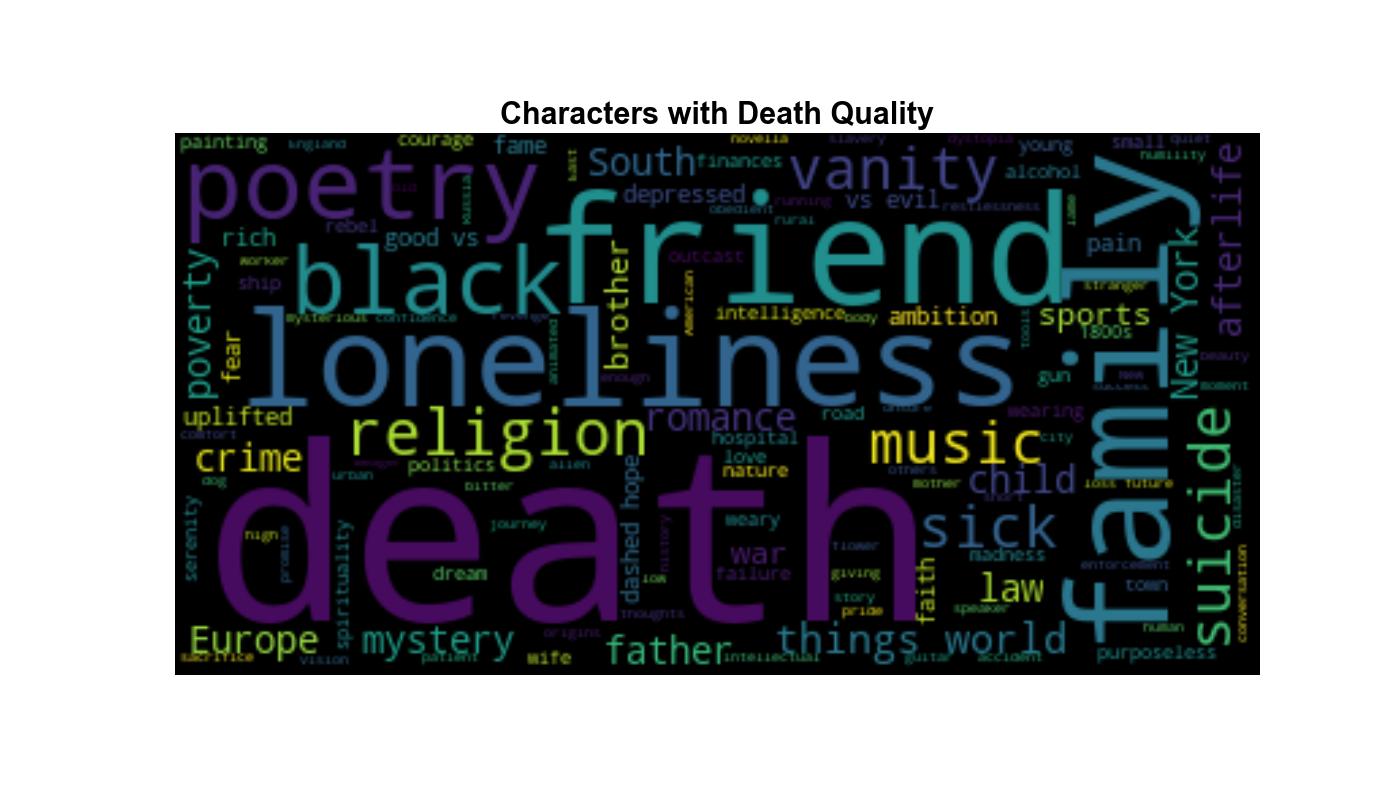 Characters with Death Quality
painting
England
courage
fame
novella
slavery
dystopia
young
small
quiet
humility
poetry
South
finances
vanity
alcohol
depressed
obedient
running
vs evil
restlessness
rural
friend
family
afterlife
rebel
rich
good vs
black
brother
outcast
pain
New York
poverty
worker
ship
American
stranger
mysterious
confidence
revenge
intelligence
body
ambition
sports
1800s
fear
loneliness
animated
enough
gun
beauty
New
success
moment
uplifted
religion
romance
road
wearing
comfort
hospital
music
city
crime
politics
alien
love
nature
others
mother
child
short
loss future
dog
urban
bitter
death
dashed hope
suicide
disaster
serenity
high
promise
spirituality
journey
history
weary
sick
war
flower
madness
dream
low
failure
giving
faith
enforcement
law
town
story
pride
speaker
thoughts
conversation
Europe
mystery
origins
father
things world
human
sacrifice
vision
patient
wife
intellectual
guitar
accident
purposeless